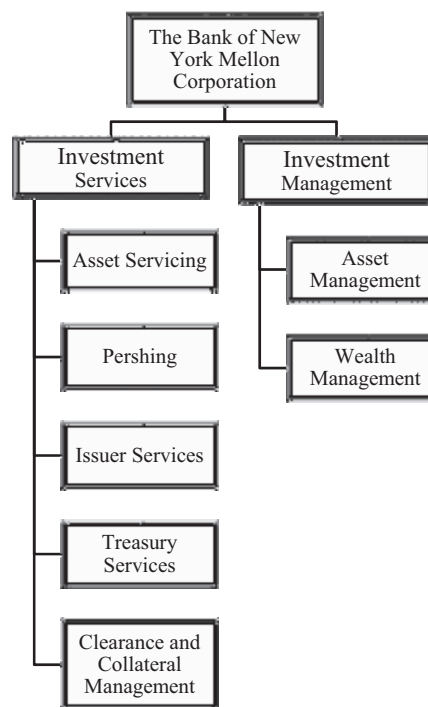 The Bank of New
York Mellon
Corporation
Investment
Services
Investment
Management
Asset Servicing
Pershing
Issuer Services
Treasury
Services
Clearance and
Collateral
Management
Asset
Management
Wealth
Management